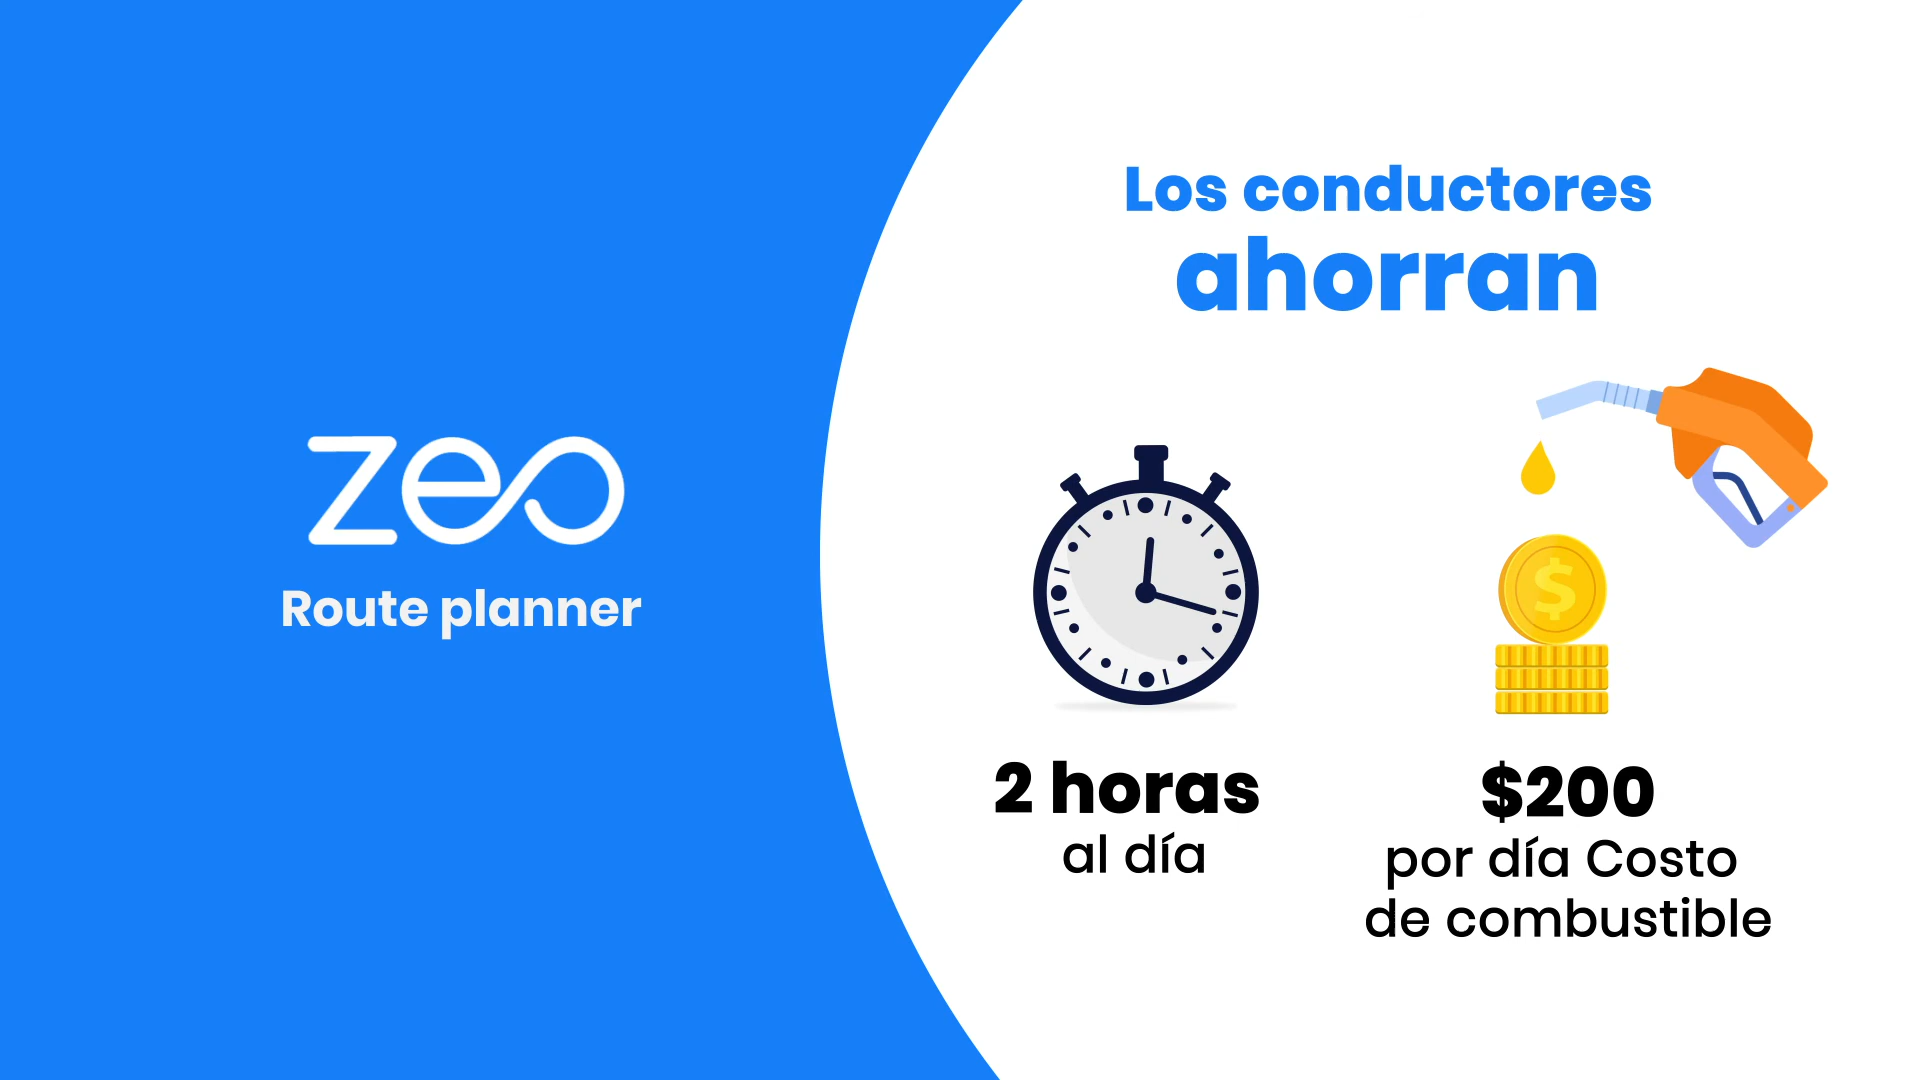 zeo
Route planner
Los conductores
ahorran
2 horas
al día
$200
por día Costo
de combustible